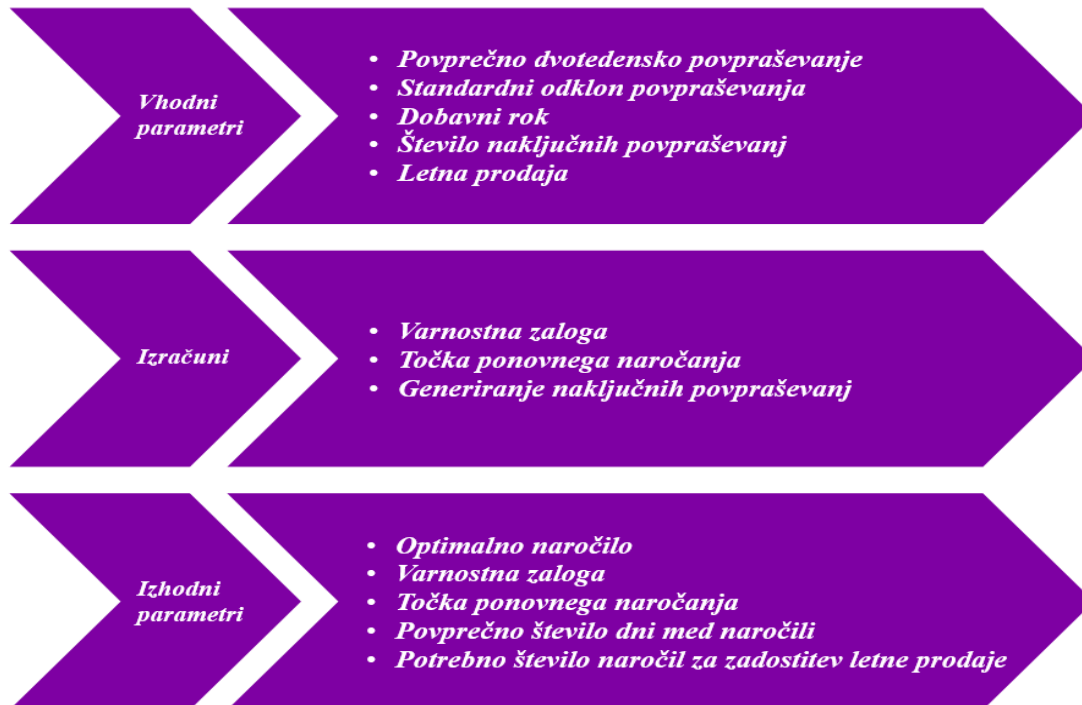 Vhodni
parametri
• Povprečno dvotedensko povpraševanje
• Standardni odklon povpraševanja
• Dobavni rok
• Število naključnih povpraševanj
• Letna prodaja
Izračuni
• Varnostna zaloga
• Točka ponovnega naročanja
• Generiranje naključnih povpraševanj
Izhodni
parametri
• Optimalno naročilo
• Varnostna zaloga
• Točka ponovnega naročanja
• Povprečno število dni med naročili
• Potrebno število naročil za zadostitev letne prodaje